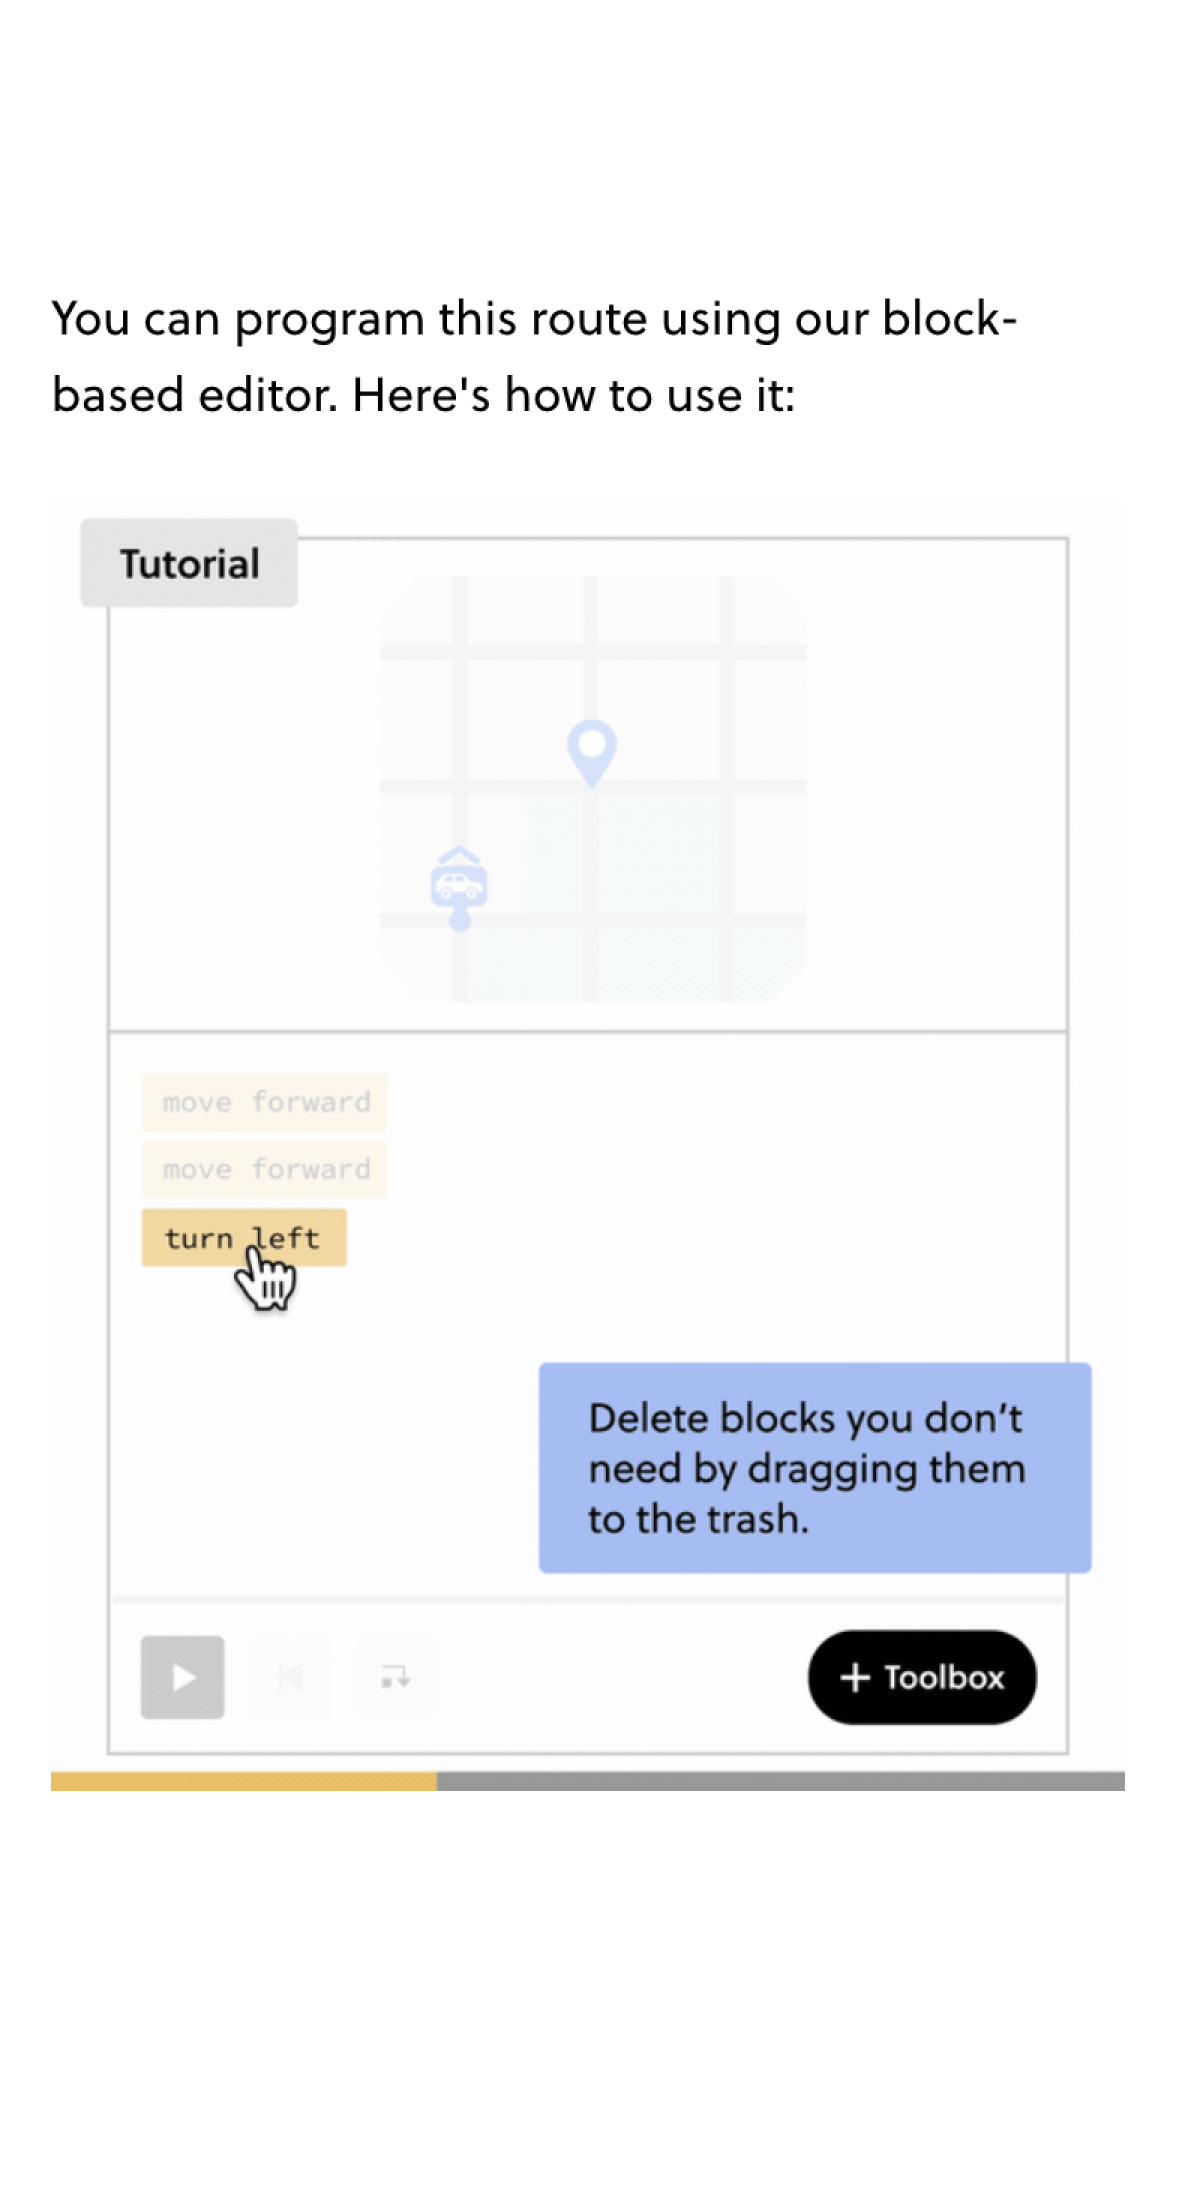 You can program this route using our block-
based editor. Here's how to use it:
Tutorial
move forward
move forward
turn left
Delete blocks you don’t
need by dragging them
to the trash.
+ Toolbox